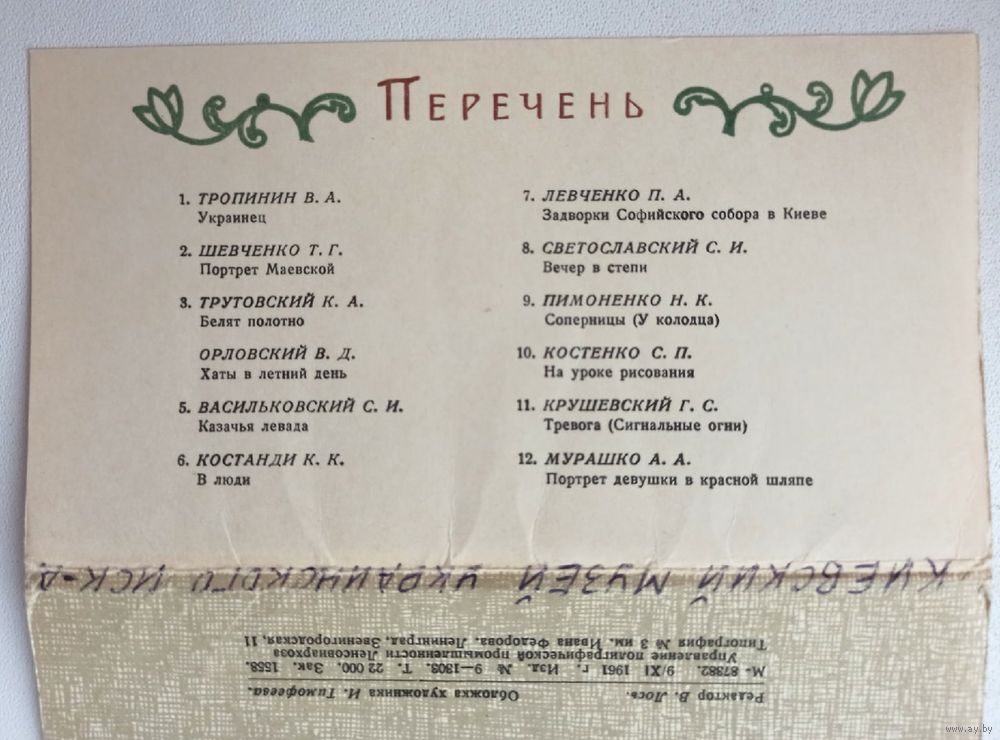 ПЕРЕЧЕНЬ
1. ТРОПИНИН В. А.
Украинец
2. ШЕВЧЕНКО Т. Г.
Портрет Маевской
3. ТРУТОВСКИЙ К. А.
Белят полотно
ОРЛОВСКИЙ В. Д.
Хаты в летний день
5. ВАСИЛЬКОВСКИЙ С. И.
Казачья левада
6. КОСТАНДИ К. К.
В люди
7. ЛЕВЧЕНКО П. А.
Задворки Софийского собора в Киеве
8. СВЕТОСЛАВСКИЙ С. И.
Вечер в степи
9. ПИМОНЕНКО Н. К.
Соперницы (У колодца)
10. КОСТЕНКО С. П.
На уроке рисования
11. КРУШЕВСКИЙ Г. С.
Тревога (Сигнальные огни)
12. МУРАШКО А. А.
Портрет девушки в красной шляпе
КИЕВСКИЙ МУЗЕЙ УКРАИНСКОГО ИСК-А
Редактор В. Лось. Обложка художника И. Тимофеева.
М- 87382. 9/XI 1961 г. Изд. № 9—1303. Т. 22 000. Зак. 1558.
Управление полиграфической промышленности Ленсовнархоза
Типография № 3 им. Ивана Федорова. Ленинград, Звенигородская, 11
www.ay.by